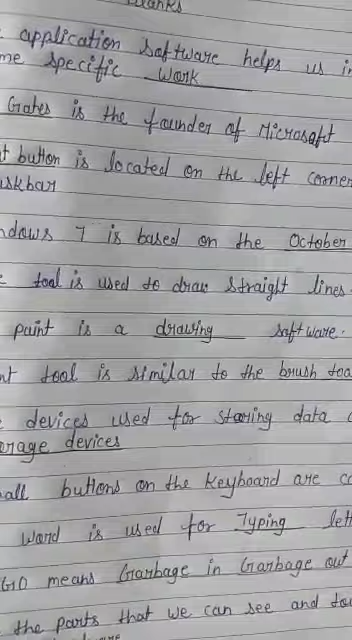 application software helps us in
me specific work
Gates is the founder of Microsoft
t button is located on the left corner
skbar
ndows 7 is based on the October
tool is used to draw straight lines
paint is a drawing software.
nt tool is similar to the brush too
devices used for storing data
orage devices
all buttons on the Keyboard are ca
Word is used for Typing lett
GIGO means Garbage in Garbage out
the parts that we can see and tou